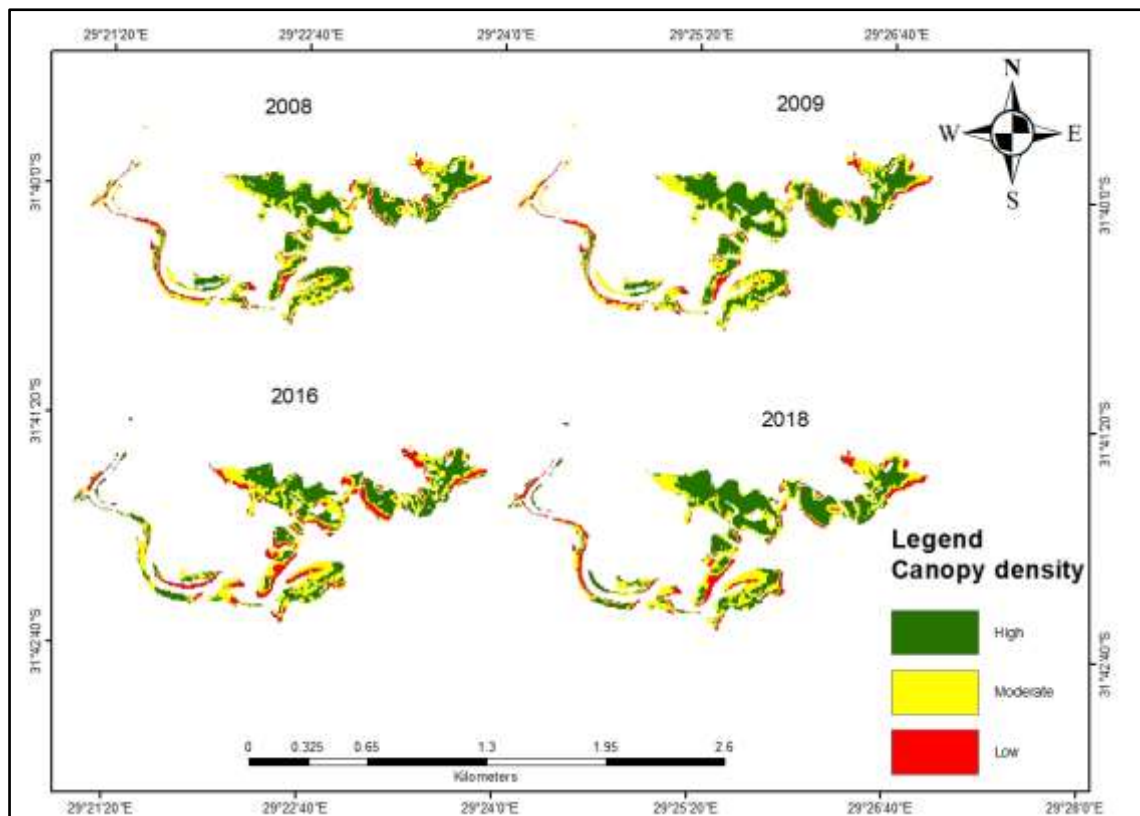 29°21'20"E 29°22'40"E 29°24'0"E 29°25'20"E 29°26'40"E
N
2008 2009
W E
S
31°40'0"S 31°40'0"S
2016 2018
31°41'20"S 31°41'20"S
Legend
Canopy density
High
31°42'40"S 31°42'40"S
Moderate
Low
0 0.325 0.65 1.3 1.95 2.6
Kilometers
29°21'20"E 29°22'40"E 29°24'0"E 29°25'20"E 29°26'40"E 29°28'0"E